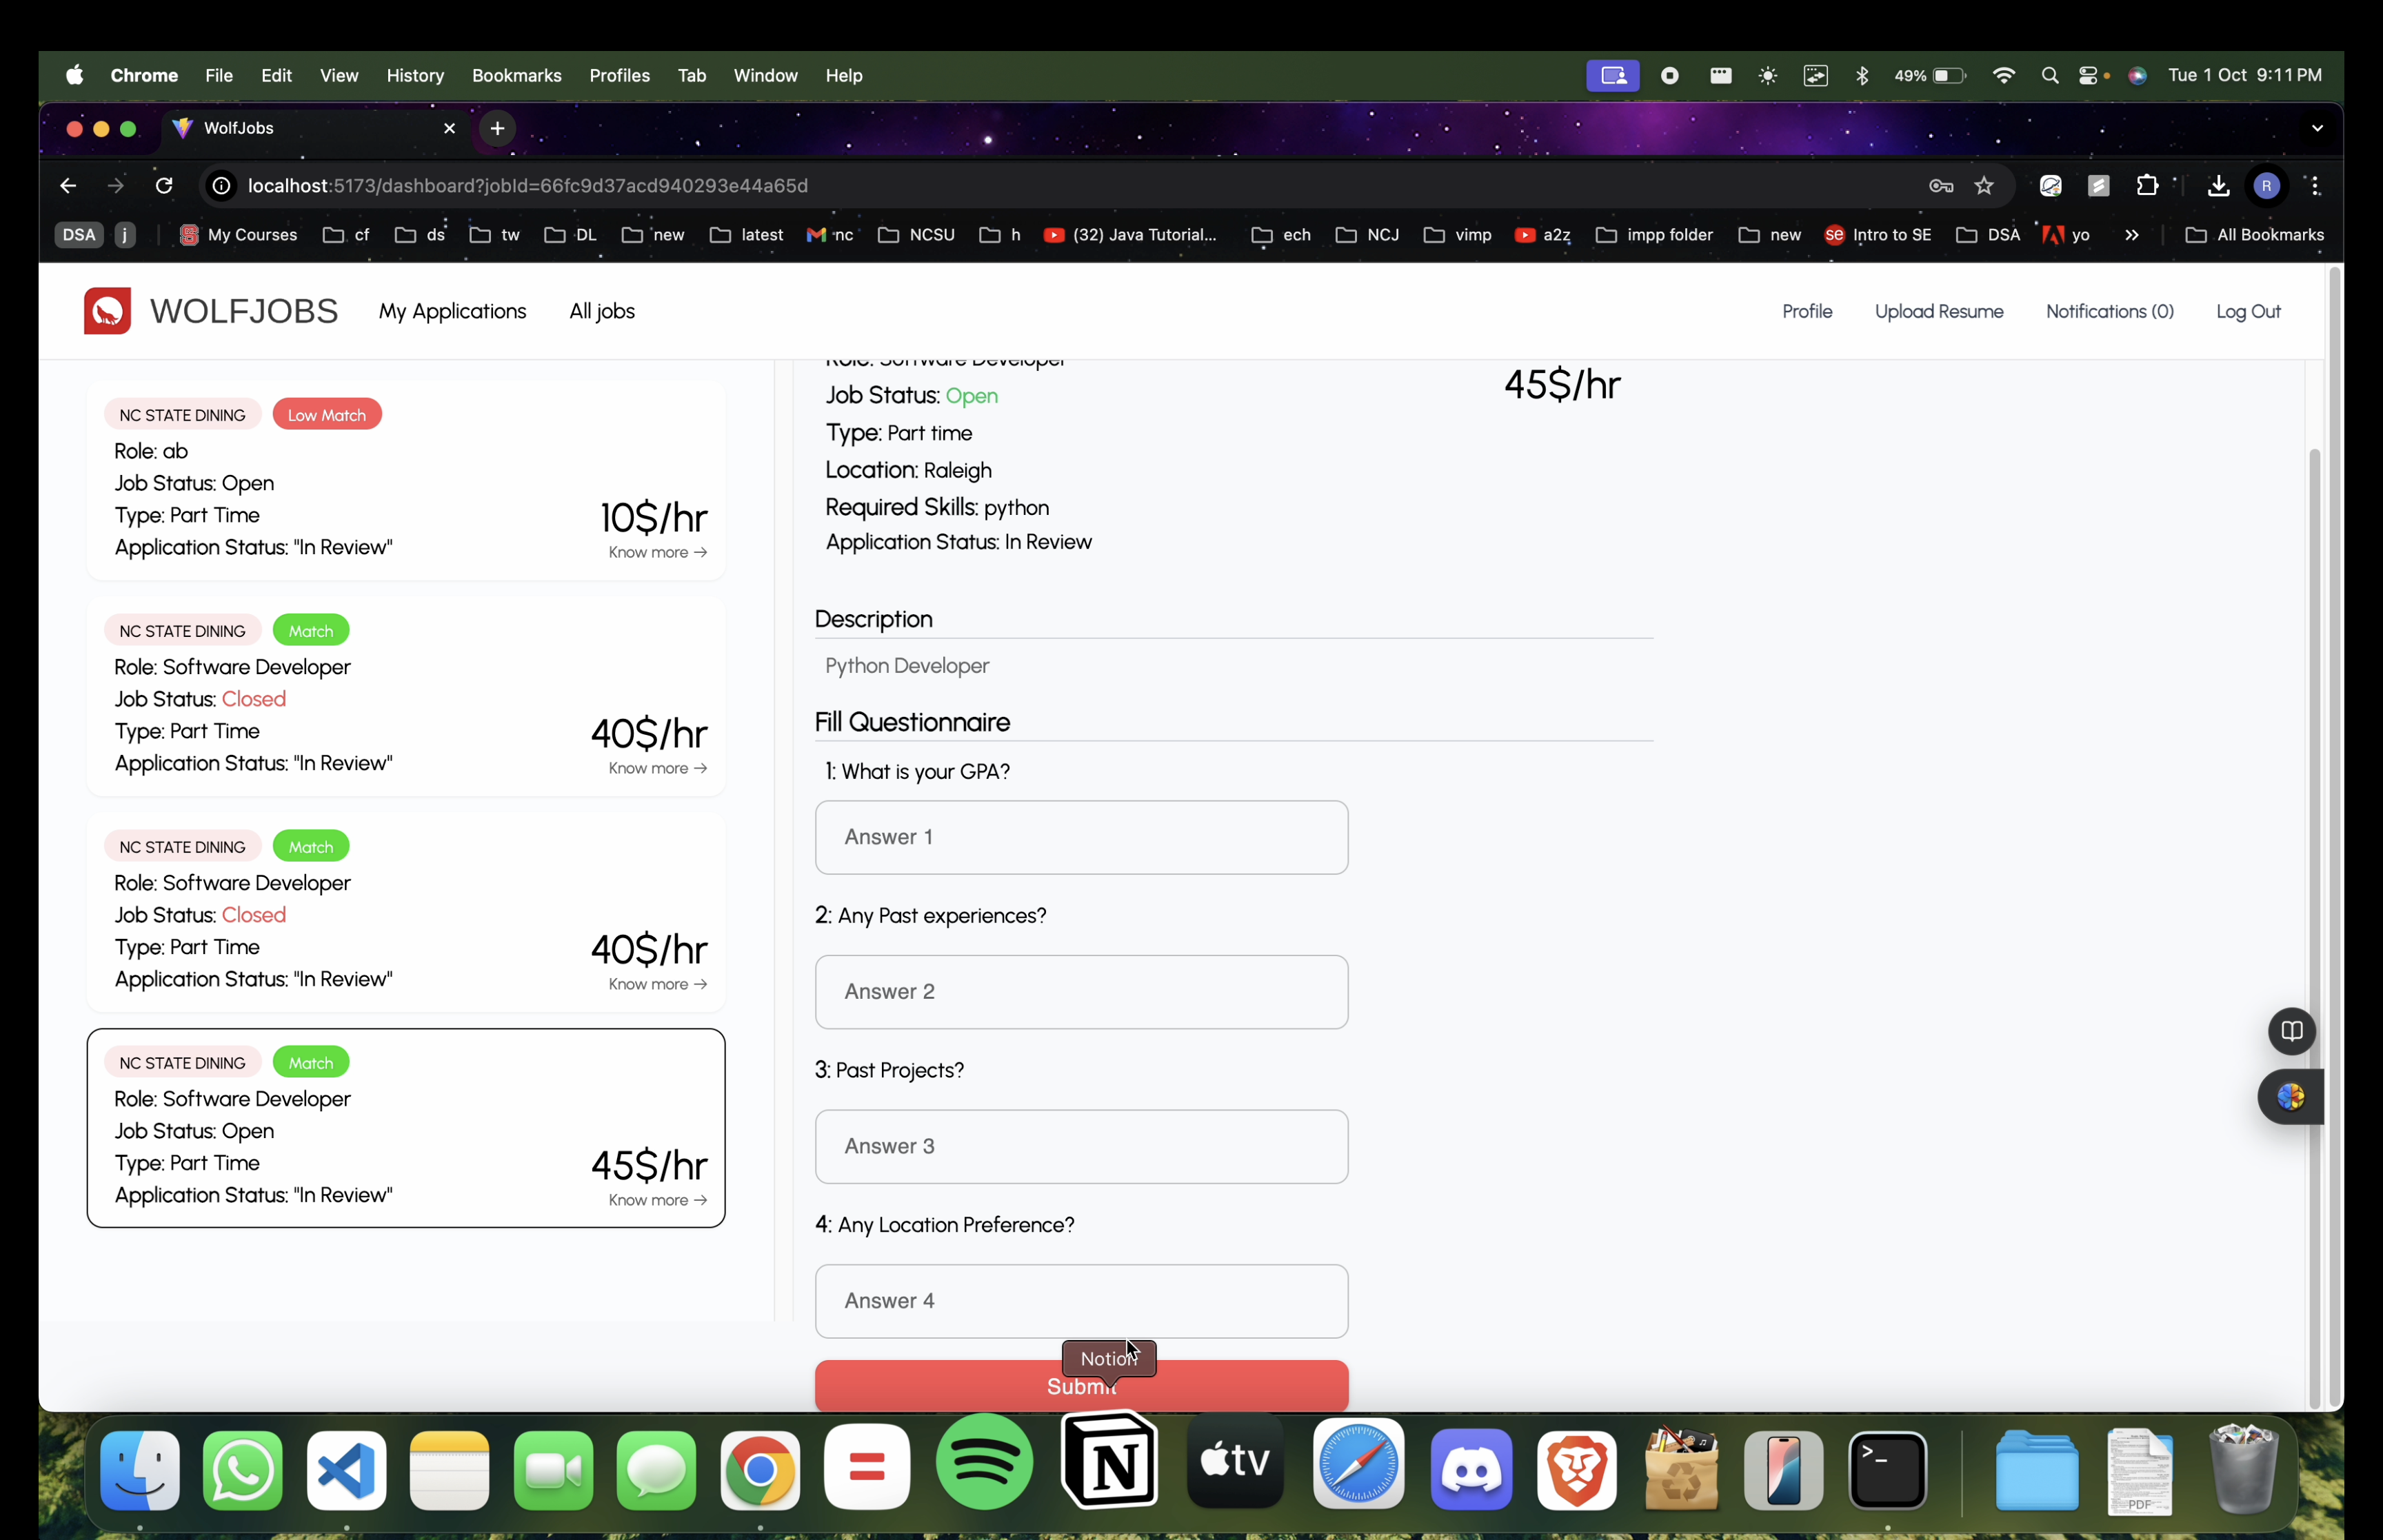 Chrome File Edit View History Bookmarks Profiles Tab Window Help 49% Tue 1 Oct 9:11 PM
WolfJobs
localhost:5173/dashboard?jobId=66fc9d37acd940293e44a65d R
DSA j My Courses cf ds tw DL new latest nc NCSU h (32) Java Tutorial... ech NCJ vimp a2z impp folder new se Intro to SE DSA yo » All Bookmarks
WOLFJOBS My Applications All jobs Profile Upload Resume Notifications (0) Log Out
NC STATE DINING Low Match
Role: ab
Job Status: Open
Type: Part Time
10$/hr
Application Status: "In Review"
Know more →
NC STATE DINING Match
Role: Software Developer
Job Status: Closed
Type: Part Time
40$/hr
Application Status: "In Review"
Know more →
NC STATE DINING Match
Role: Software Developer
Job Status: Closed
Type: Part Time
40$/hr
Application Status: "In Review"
Know more →
NC STATE DINING Match
Role: Software Developer
Job Status: Open
Type: Part Time
45$/hr
Application Status: "In Review"
Know more →
Role: Software Developer
45$/hr
Job Status: Open
Type: Part time
Location: Raleigh
Required Skills: python
Application Status: In Review
Description
Python Developer
Fill Questionnaire
1: What is your GPA?
Answer 1
2: Any Past experiences?
Answer 2
3: Past Projects?
Answer 3
4: Any Location Preference?
Answer 4
Notion
Submit
tv
>_
PDF